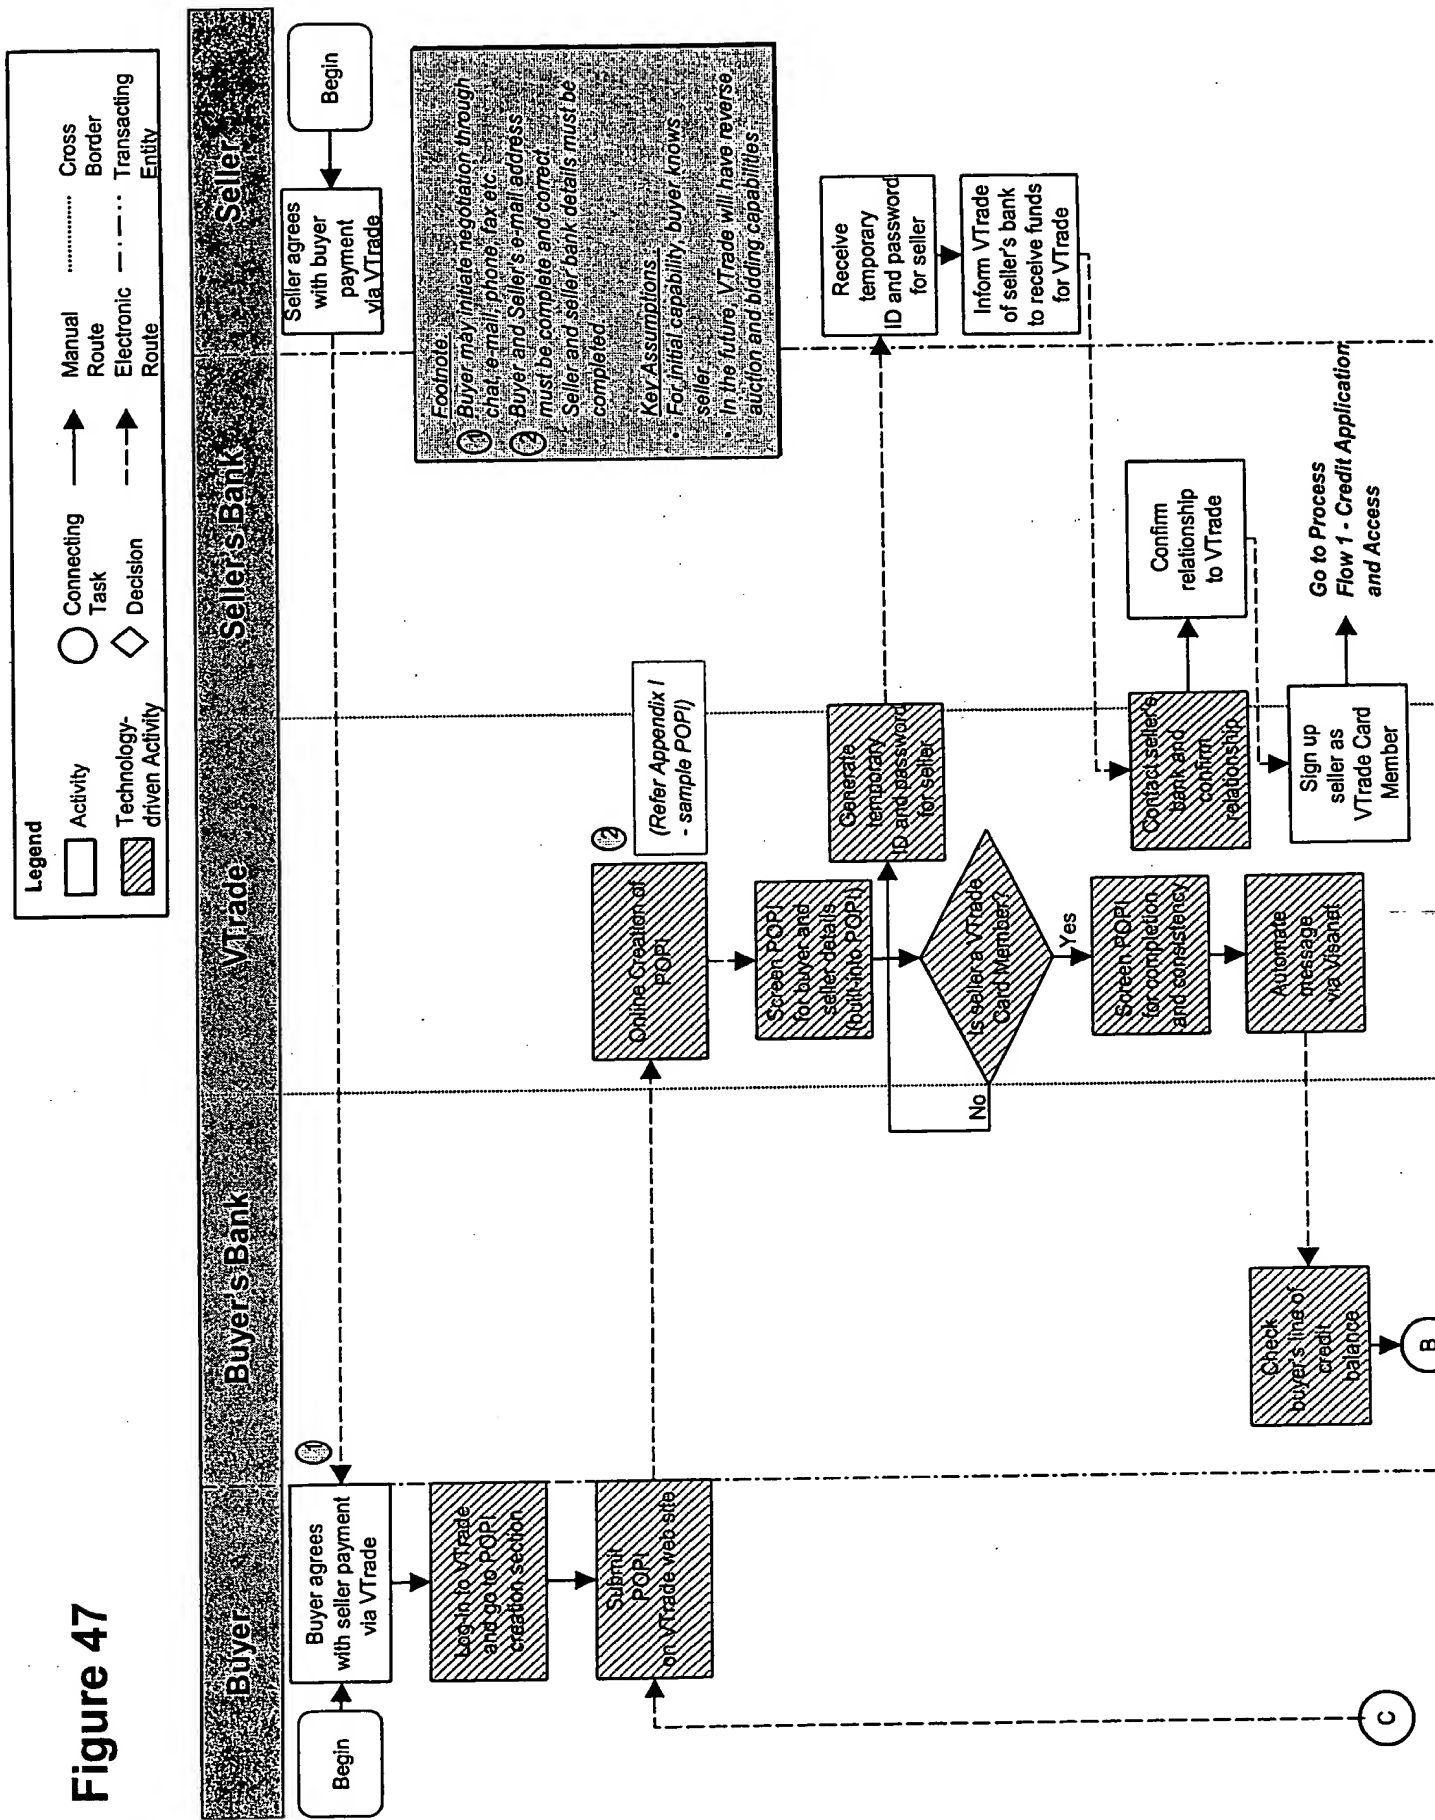 Figure 47
Legend
Activity
Technology-
driven Activity
Connecting
Task
Decision
Manual
Route
Electronic
Route
Cross
Border
Transacting
Entity
Buyer
Buyer's Bank
VTrade
Seller's Bank
Seller
Begin
Buyer agrees
with seller payment
via VTrade
1
Seller agrees
with buyer
payment
via VTrade
Begin
Log-in to VTrade
and go to POPI
creation section
Submit
POPI
on VTrade web site
Online Creation of
POPI
2
(Refer Appendix I
- sample POPI)
Footnote:
1 Buyer may initiate negotiation through
chat, e-mail, phone, fax etc.
2 Buyer and Seller's e-mail address
must be complete and correct.
Seller and seller bank details must be
completed
Key Assumptions
• For initial capability, buyer knows
seller
• In the future, VTrade will have reverse
auction and bidding capabilities
Screen POPI
for buyer and
seller details
(built-into POPI)
Generate
temporary
ID and password
for seller
Receive
temporary
ID and password
for seller
Is seller a VTrade
Card Member?
No
Yes
Inform VTrade
of seller's bank
to receive funds
for VTrade
Screen POPI
for completion
and consistency
Contact seller's
bank and
confirm
relationship
Confirm
relationship
to VTrade
Automate
message
via Visanet
Sign up
seller as
VTrade Card
Member
Go to Process
Flow 1 - Credit Application
and Access
Check
buyer's line of
credit
balance
B
C